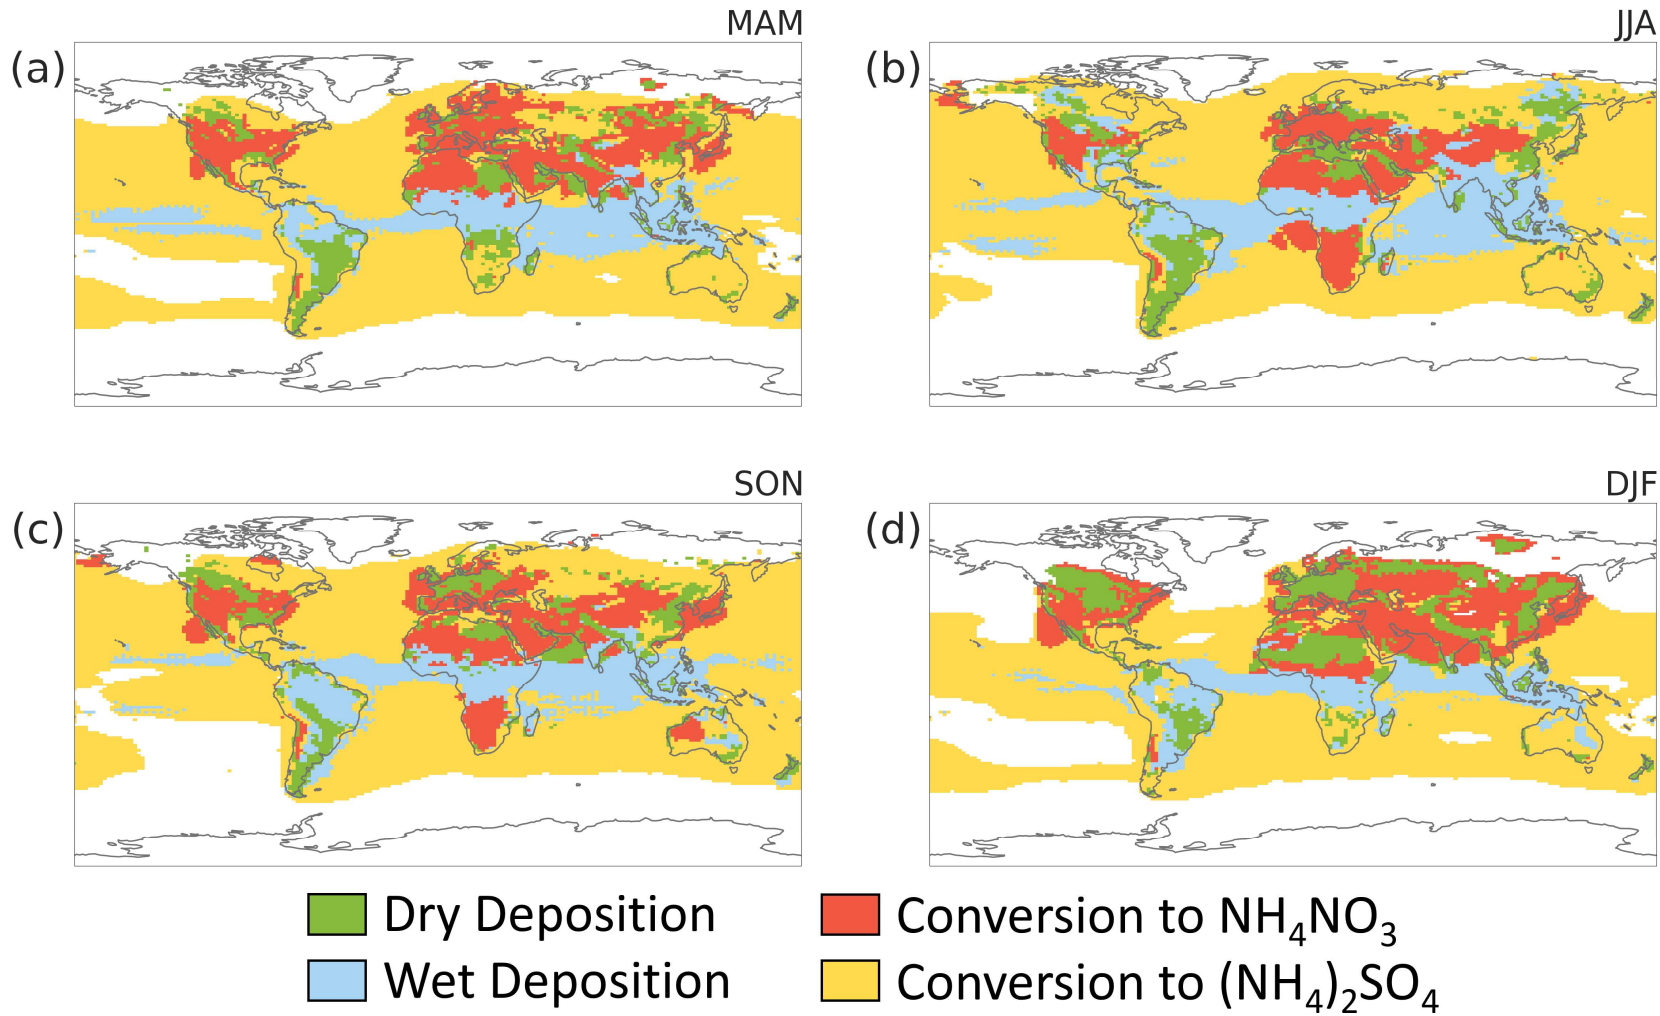 MAM
JJA
(a)
(b)
SON
DJF
(c)
(d)
Dry Deposition
Conversion to NH₄NO₃
Wet Deposition
Conversion to (NH₄)₂SO₄